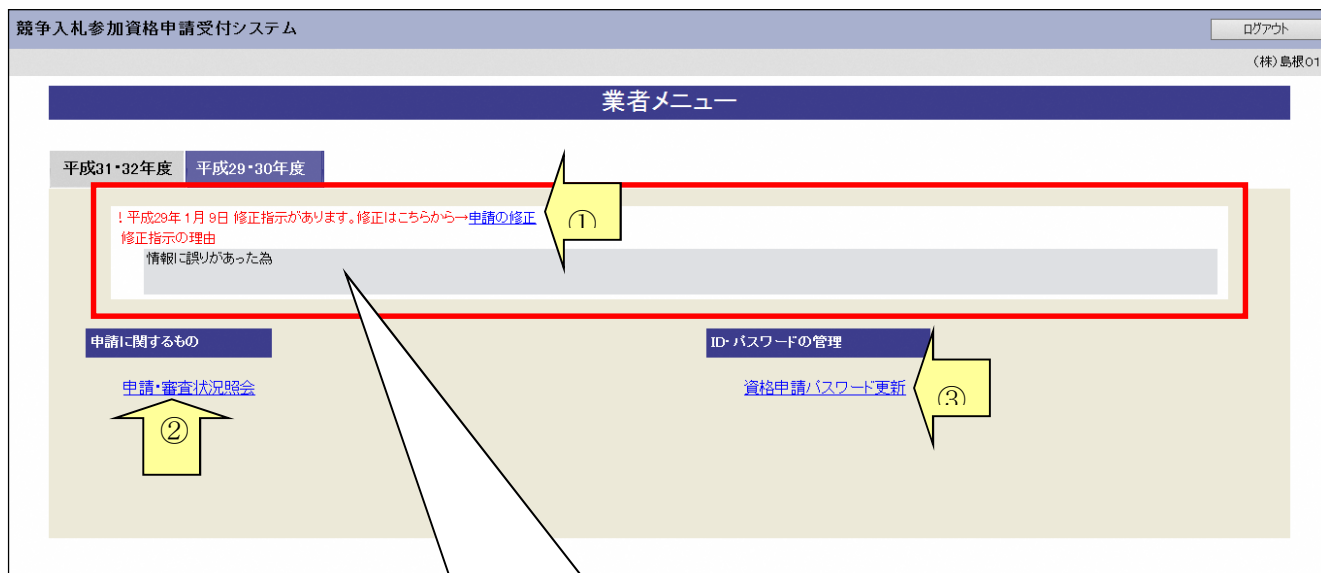 競争入札参加資格申請受付システム
ログアウト
(株)島根01
業者メニュー
平成31・32年度 平成29・30年度
！平成29年1月9日 修正指示があります。修正はこちらから→申請の修正
①
修正指示の理由
情報に誤りがあった為
申請に関するもの
ID・パスワードの管理
申請・審査状況照会
資格申請パスワード更新
③
②